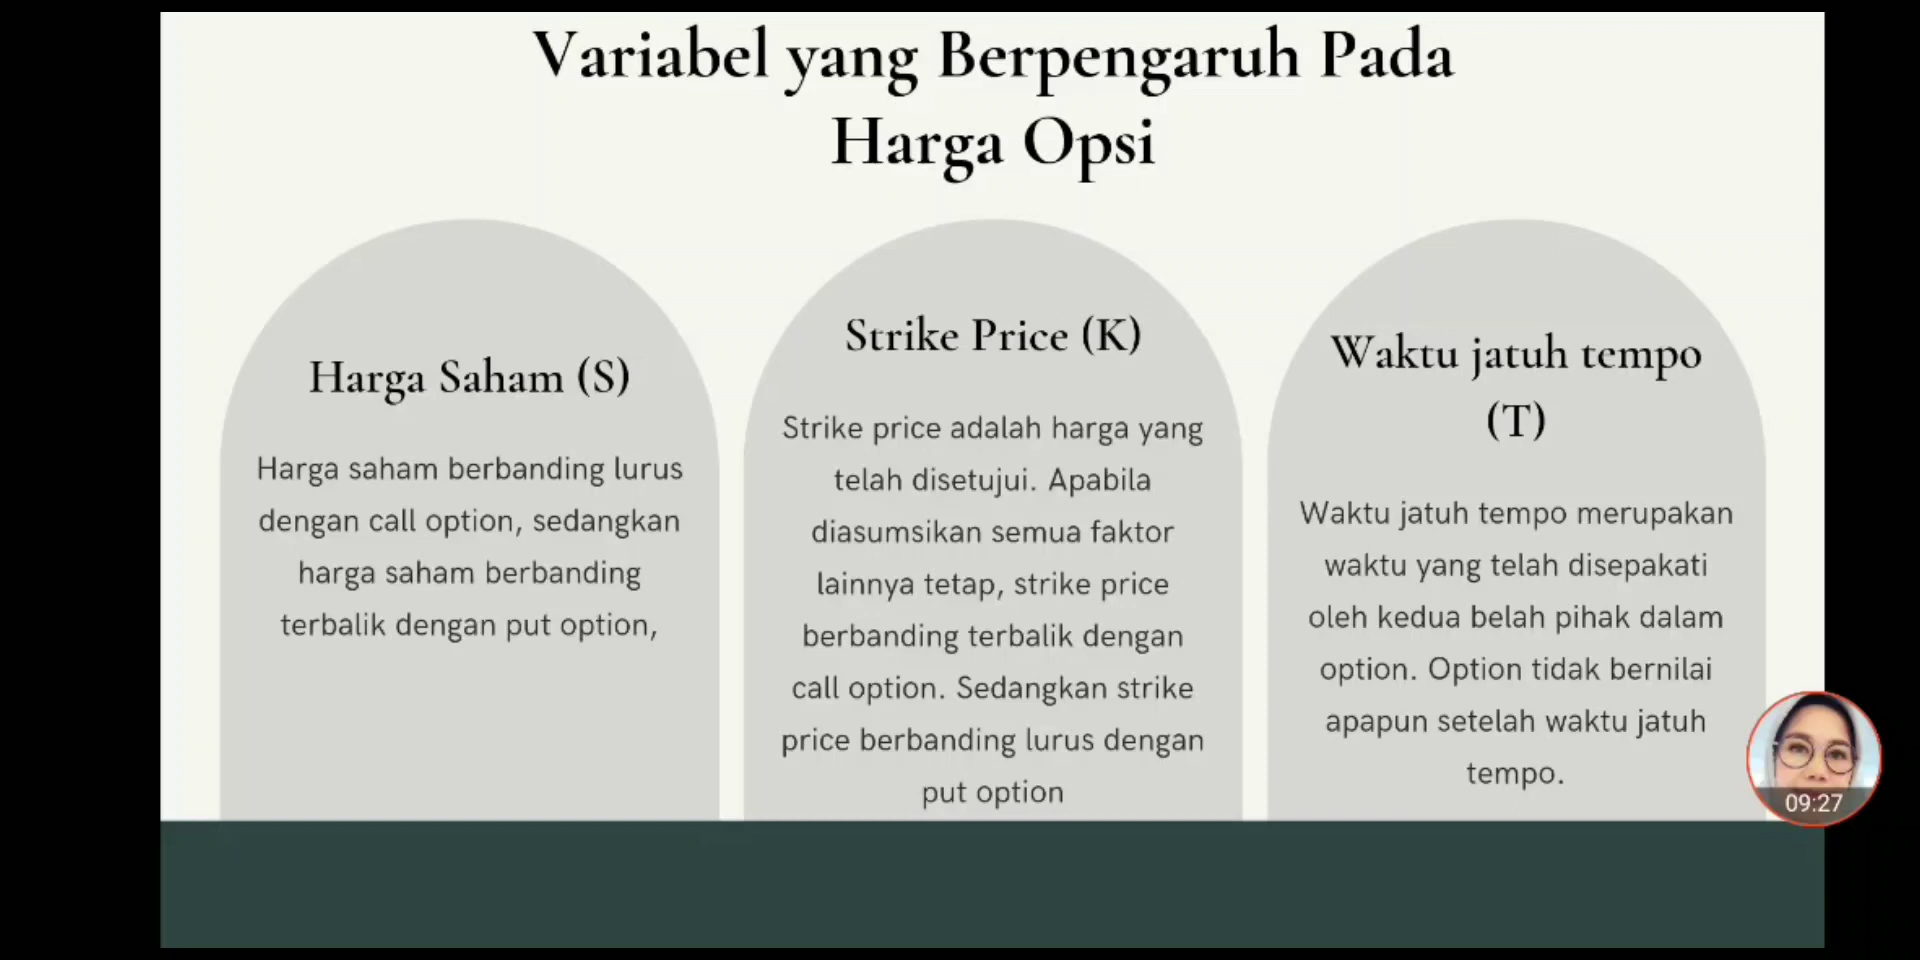 Variabel yang Berpengaruh Pada
Harga Opsi
Harga Saham (S)
Harga saham berbanding lurus
dengan call option, sedangkan
harga saham berbanding
terbalik dengan put option,
Strike Price (K)
Strike price adalah harga yang
telah disetujui. Apabila
diasumsikan semua faktor
lainnya tetap, strike price
berbanding terbalik dengan
call option. Sedangkan strike
price berbanding lurus dengan
put option
Waktu jatuh tempo
(T)
Waktu jatuh tempo merupakan
waktu yang telah disepakati
oleh kedua belah pihak dalam
option. Option tidak bernilai
apapun setelah waktu jatuh
tempo.
09:27